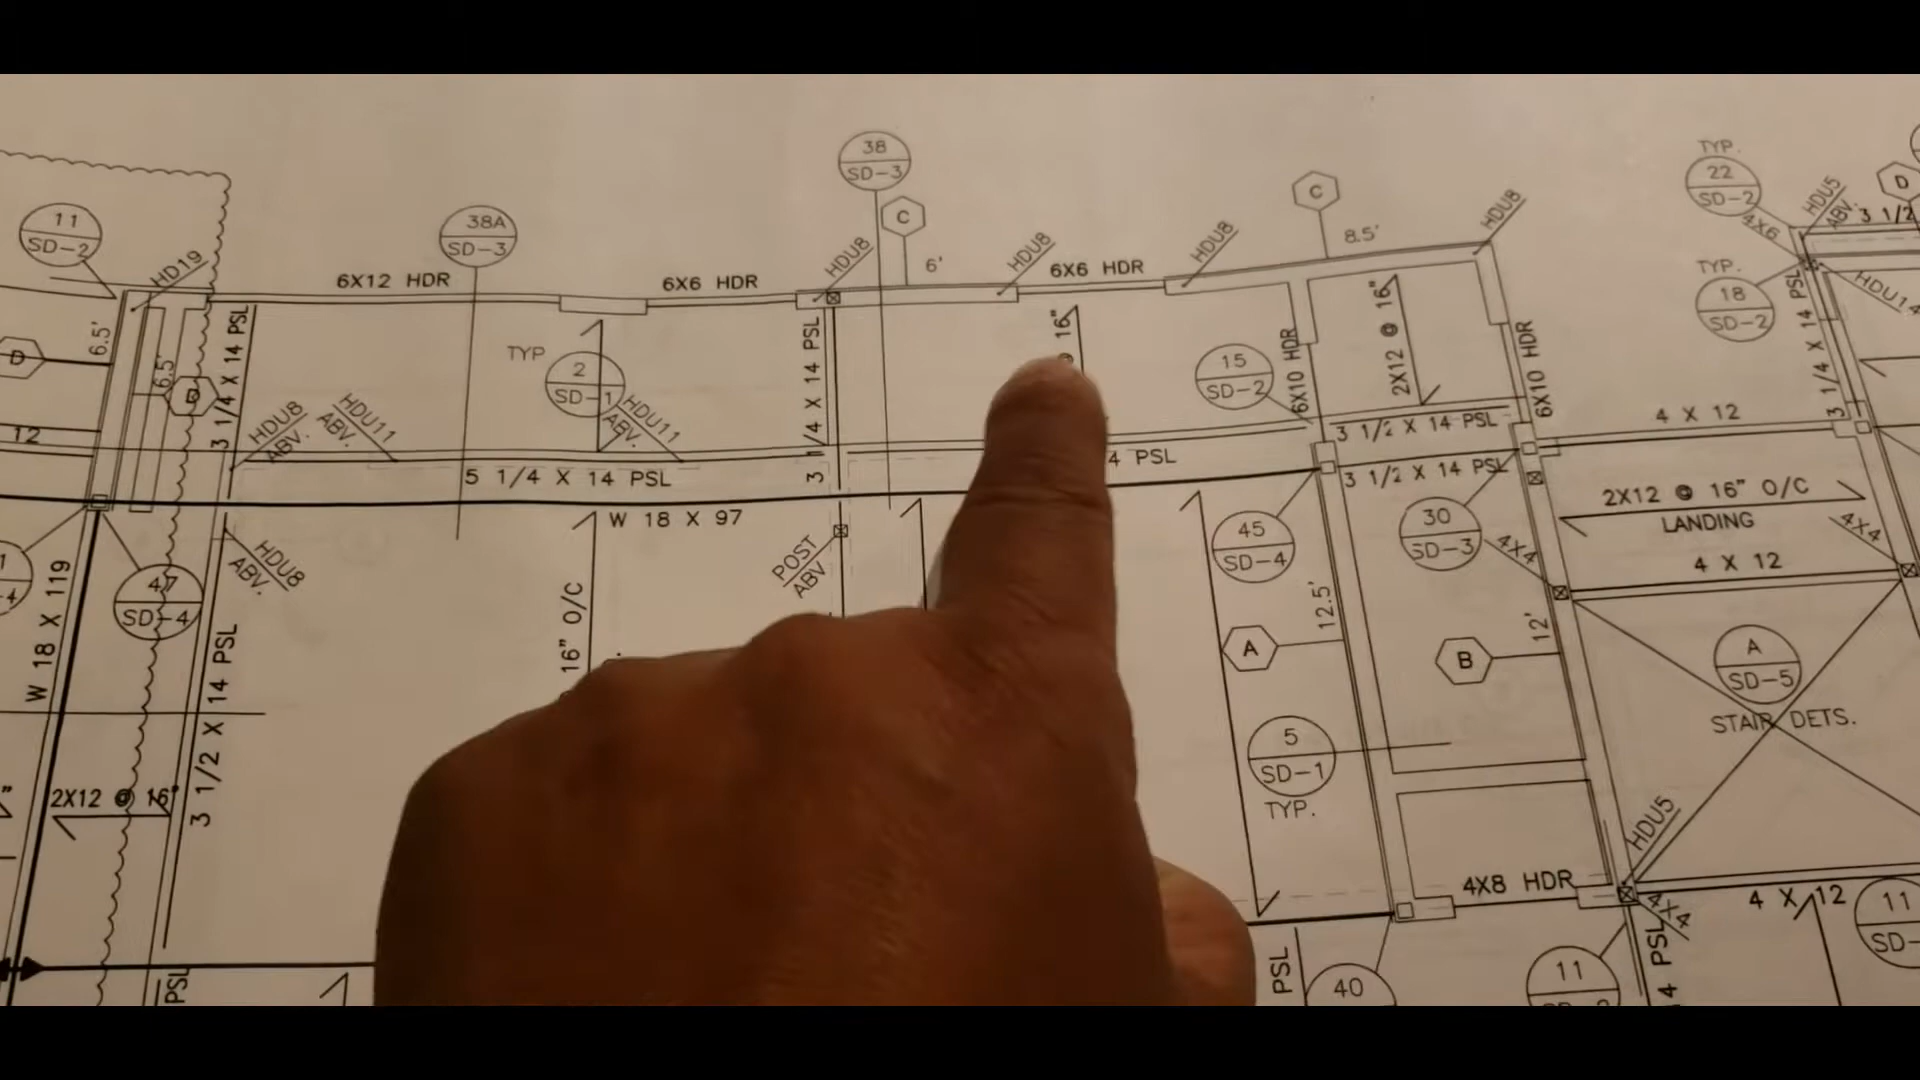 38
SD-3
TYP.
22
SD-2
11
SD-2
38A
SD-3
C
C
HDU8
D
HDU5
ABV.
3 1/2
4X6
HD19
6X12 HDR
6X6 HDR
HDU8
6'
HDU8
6X6 HDR
HDU8
8.5'
TYP.
18
SD-2
HDU14
6.5'
6.5'
D
3 1/4 X 14 PSL
TYP
2
SD-1
3 1/4 X 14 PSL
@ 16"
15
SD-2
6X10 HDR
2X12 @ 16"
6X10 HDR
3 1/4 X 14 PSL
HDU8
ABV.
HDU11
ABV.
HDU11
ABV.
12
5 1/4 X 14 PSL
4 PSL
3 1/2 X 14 PSL
3 1/2 X 14 PSL
4 X 12
W 18 X 97
2X12 @ 16" O/C
LANDING
4 X 12
4X4
4X4
45
SD-4
30
SD-3
POST
ABV
HDU8
ABV.
47
SD-4
W 18 X 119
16" O/C
12.5'
A
12'
B
A
SD-5
STAIR DETS.
3 1/2 X 14 PSL
5
SD-1
TYP.
2X12 @ 16"
HDU5
4X8 HDR
4X4
4 X 12
11
SD-
PSL
PSL
40
11
4 PSL